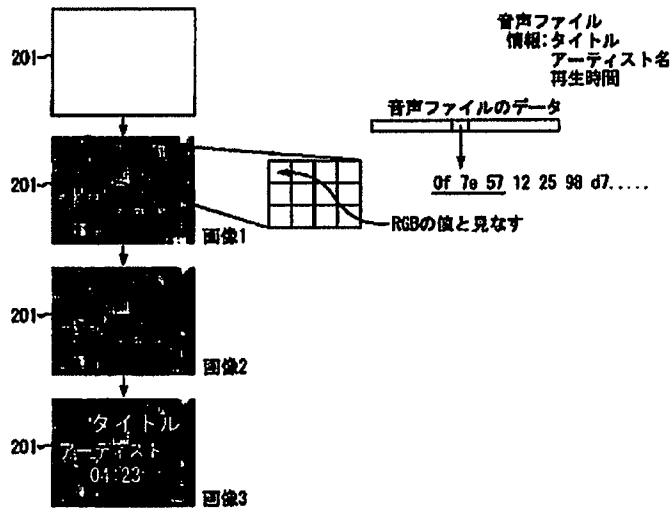 音声ファイル
情報:タイトル
アーティスト名
再生時間
201
音声ファイルのデータ
201
0f 7e 57 12 25 98 d7.....
RGBの値と見なす
画像1
201
画像2
201
タイトル
アーティスト
04:23
画像3